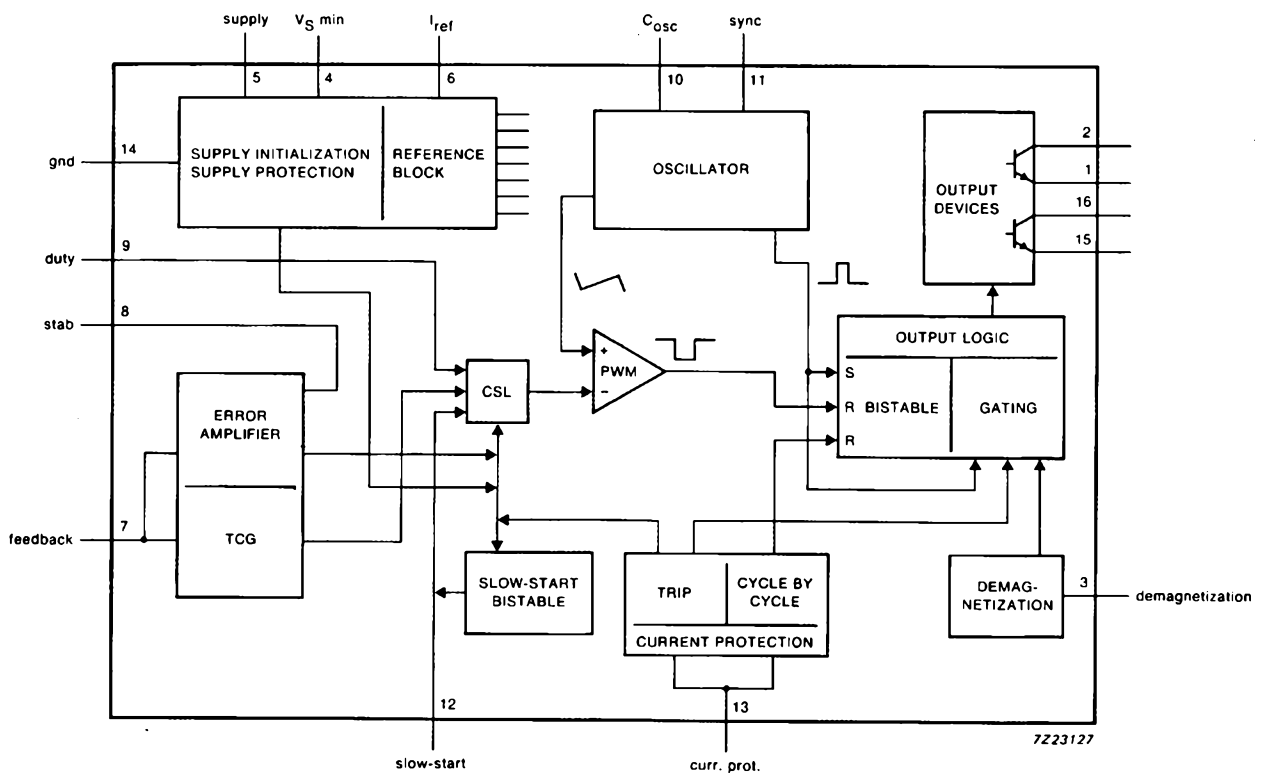 supply
V_S min
I_ref
C_osc
sync
5
4
6
10
11
gnd
14
SUPPLY INITIALIZATION
SUPPLY PROTECTION
REFERENCE
BLOCK
OSCILLATOR
OUTPUT
DEVICES
2
1
16
15
duty
9
stab
8
ERROR
AMPLIFIER
TCG
feedback
7
CSL
+
PWM
−
OUTPUT LOGIC
S
R
BISTABLE
R
GATING
SLOW-START
BISTABLE
TRIP
CYCLE BY
CYCLE
CURRENT PROTECTION
DEMAG-
NETIZATION
3
demagnetization
12
13
slow-start
curr. prot.
7Z23127